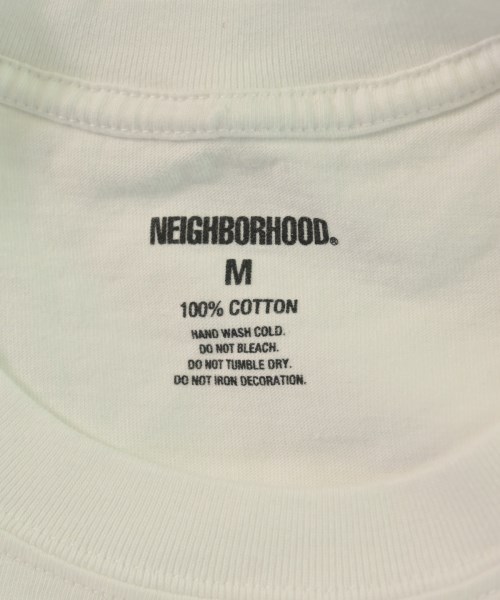 NEIGHBORHOOD®
M
100% COTTON
HAND WASH COLD.
DO NOT BLEACH.
DO NOT TUMBLE DRY.
DO NOT IRON DECORATION.